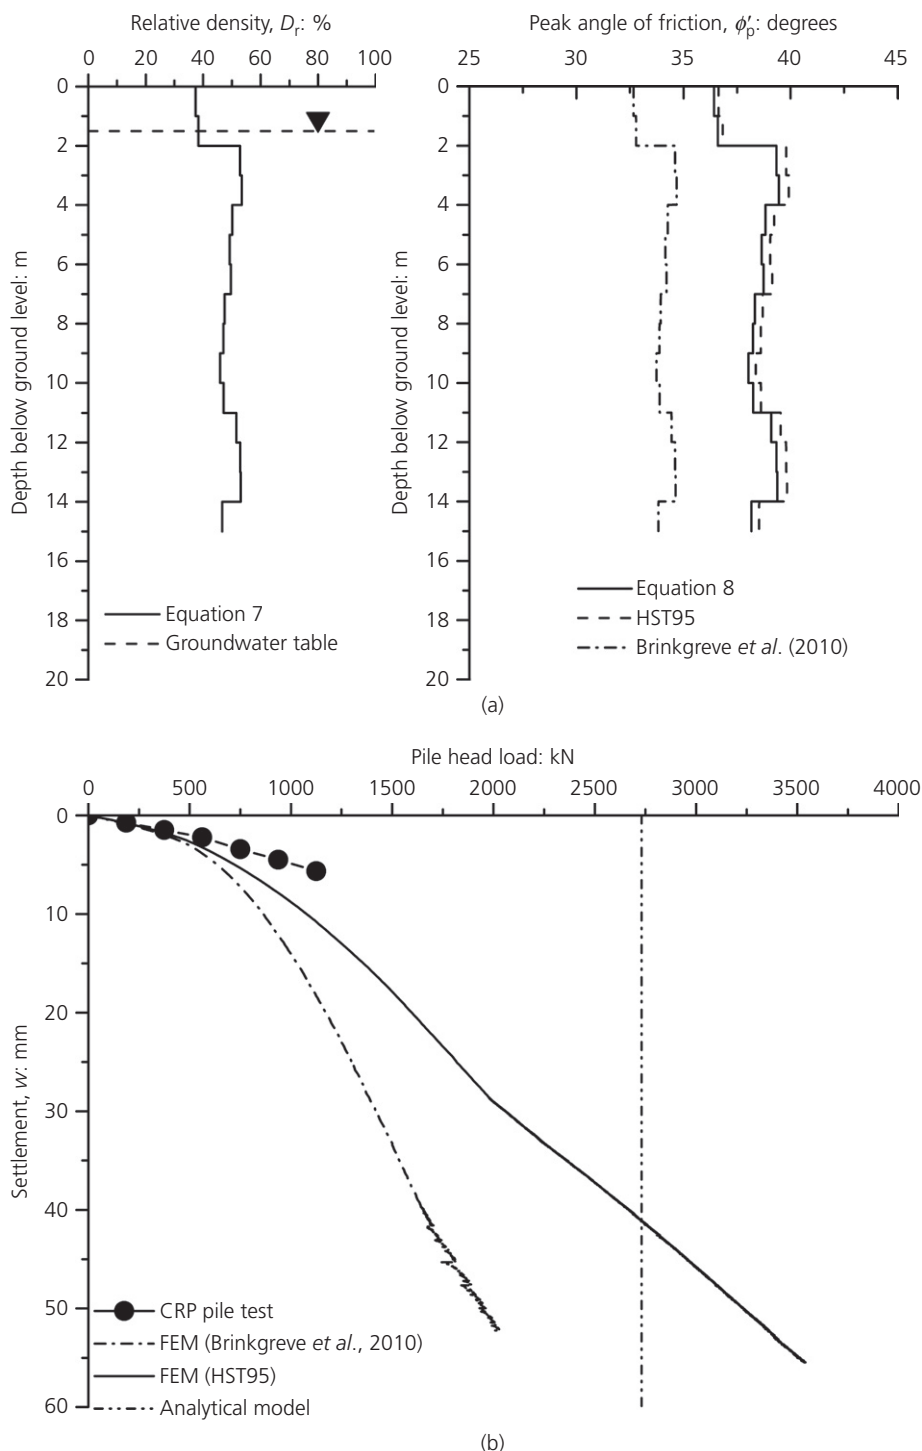 Relative density, Dr: %
0 20 40 60 80 100
0
2
4
6
8
10
12
14
16
18
20
Depth below ground level: m
Equation 7
Groundwater table
Peak angle of friction, ϕ′p: degrees
25 30 35 40 45
0
2
4
6
8
10
12
14
16
18
20
Depth below ground level: m
Equation 8
HST95
Brinkgreve et al. (2010)
(a)
Pile head load: kN
0 500 1000 1500 2000 2500 3000 3500 4000
0
10
20
30
40
50
60
Settlement, w: mm
CRP pile test
FEM (Brinkgreve et al., 2010)
FEM (HST95)
Analytical model
(b)